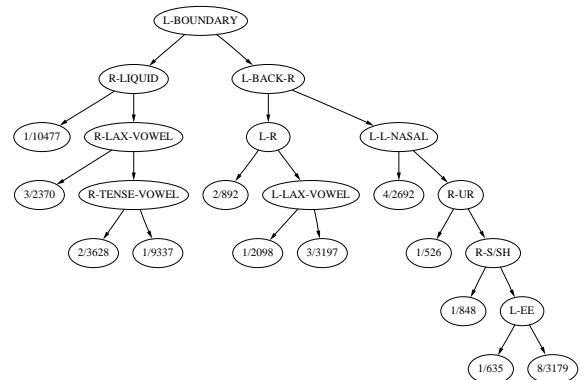 L-BOUNDARY
R-LIQUID L-BACK-R
1/10477 R-LAX-VOWEL L-R L-L-NASAL
3/2370 R-TENSE-VOWEL 2/892 L-LAX-VOWEL 4/2692 R-UR
2/3628 1/9337 1/2098 3/3197 1/526 R-S/SH
1/848 L-EE
1/635 8/3179